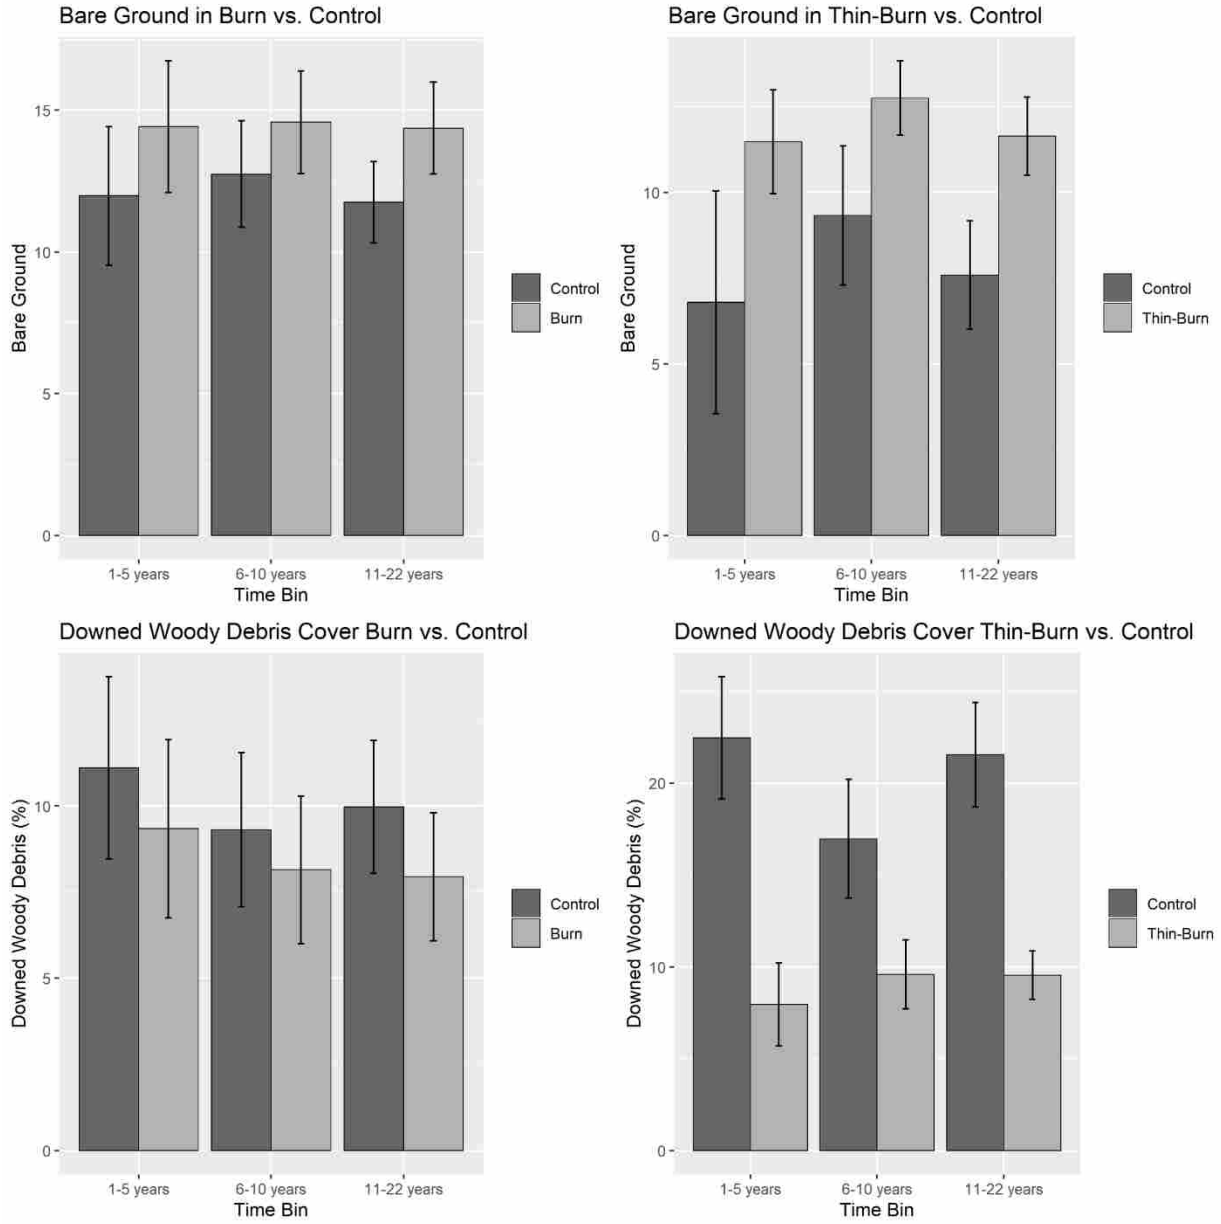 Bare Ground in Burn vs. Control
Bare Ground
15
10
5
0
1-5 years 6-10 years 11-22 years
Time Bin
Control
Burn
Bare Ground in Thin-Burn vs. Control
Bare Ground
10
5
0
1-5 years 6-10 years 11-22 years
Time Bin
Control
Thin-Burn
Downed Woody Debris Cover Burn vs. Control
Downed Woody Debris (%)
10
5
0
1-5 years 6-10 years 11-22 years
Time Bin
Control
Burn
Downed Woody Debris Cover Thin-Burn vs. Control
Downed Woody Debris (%)
20
10
0
1-5 years 6-10 years 11-22 years
Time Bin
Control
Thin-Burn